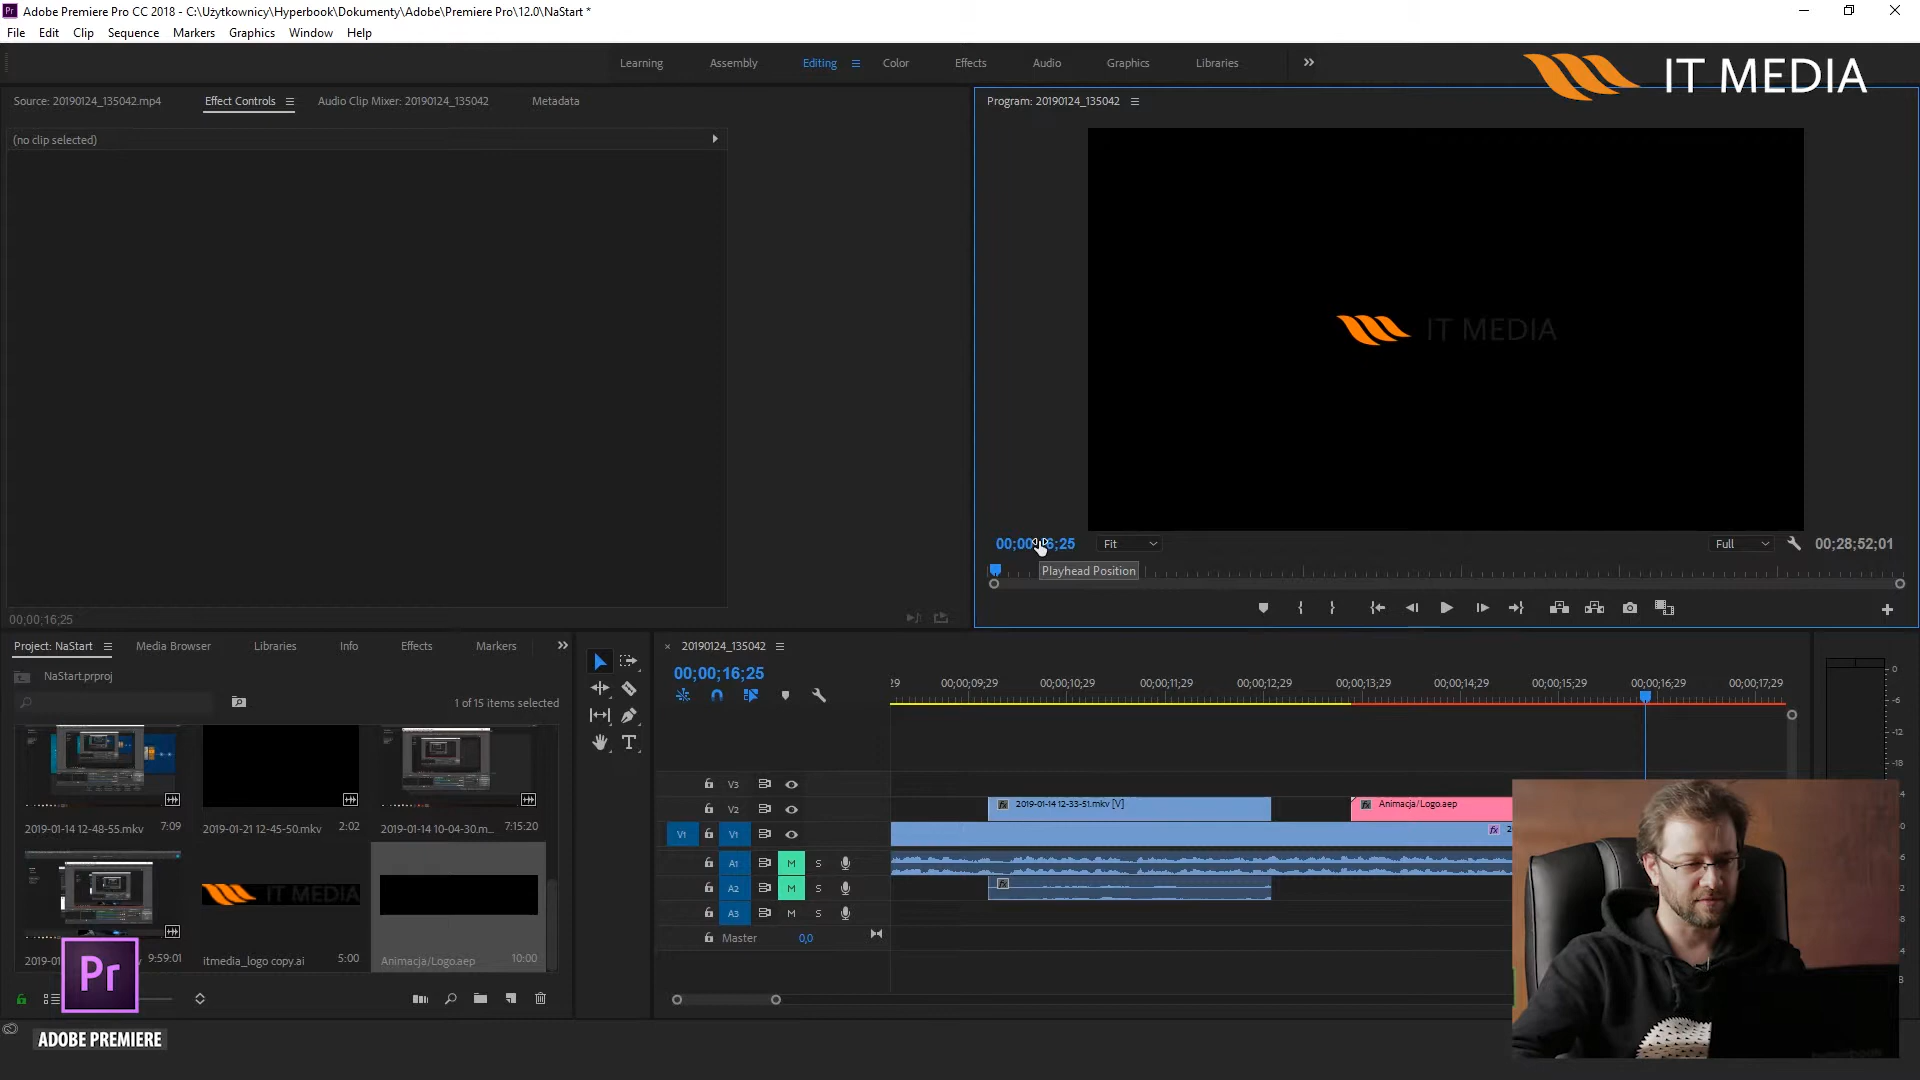 Adobe Premiere Pro CC 2018 - C:\Użytkownicy\Hyperbook\Dokumenty\Adobe\Premiere Pro\12.0\NaStart *
File Edit Clip Sequence Markers Graphics Window Help
Learning Assembly Editing Color Effects Audio Graphics Libraries
IT MEDIA
Source: 20190124_135042.mp4 Effect Controls Audio Clip Mixer: 20190124_135042 Metadata
Program: 20190124_135042
(no clip selected)
IT MEDIA
00;00;16;25 Fit Full 00;28;52;01
Playhead Position
00;00;16;25
Project: NaStart Media Browser Libraries Info Effects Markers
20190124_135042
NaStart.prproj
00;00;16;25
1 of 15 items selected
29 00;00;09;29 00;00;10;29 00;00;11;29 00;00;12;29 00;00;13;29 00;00;14;29 00;00;15;29 00;00;16;29 00;00;17;29
0
-6
-12
-18
V3
V2
2019-01-14 12-33-51.mkv [V]
Animacja/Logo.aep
V1 V1
A1 M S
A2 M S
A3 M S
Master 0,0
2019-01-14 12-48-55.mkv 7:09
2019-01-21 12-45-50.mkv 2:02
2019-01-14 10-04-30.m... 7:15:20
IT MEDIA
9:59:01
itmedia_logo copy.ai 5:00
Animacja/Logo.aep 10:00
Pr
ADOBE PREMIERE